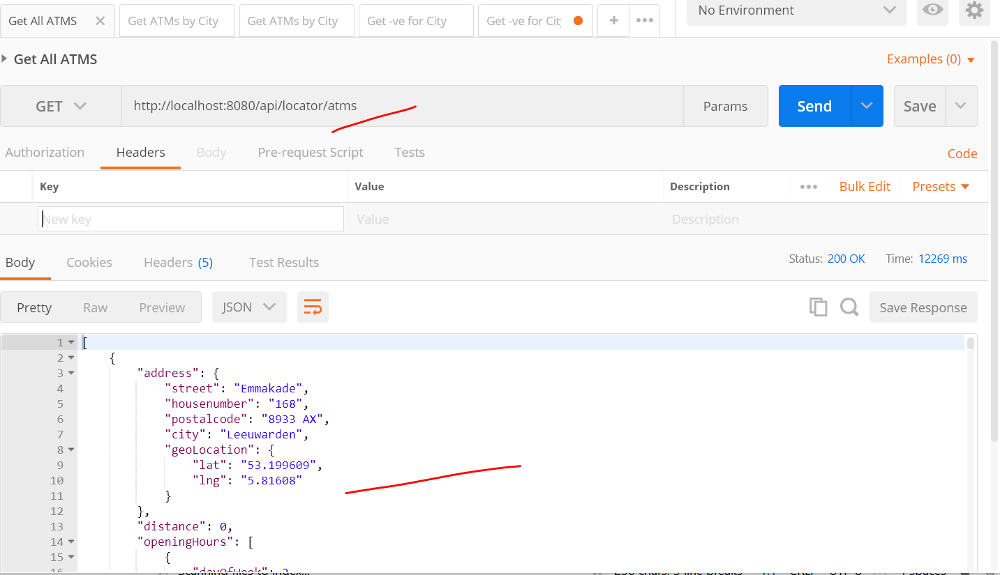 Get All ATMS
Get ATMs by City
Get ATMs by City
Get -ve for City
Get -ve for City
No Environment
Get All ATMS
Examples (0)
GET
http://localhost:8080/api/locator/atms
Params
Send
Save
Authorization
Headers
Body
Pre-request Script
Tests
Code
Key
Value
Description
Bulk Edit
Presets
New key
Value
Description
Body
Cookies
Headers (5)
Test Results
Status: 200 OK
Time: 12269 ms
Pretty
Raw
Preview
JSON
Save Response
1 [
2 {
3 "address": {
4 "street": "Emmakade",
5 "housenumber": "168",
6 "postalcode": "8933 AX",
7 "city": "Leeuwarden",
8 "geoLocation": {
9 "lat": "53.199609",
10 "lng": "5.81608"
11 }
12 },
13 "distance": 0,
14 "openingHours": [
15 {
16 "dayOfWeek":